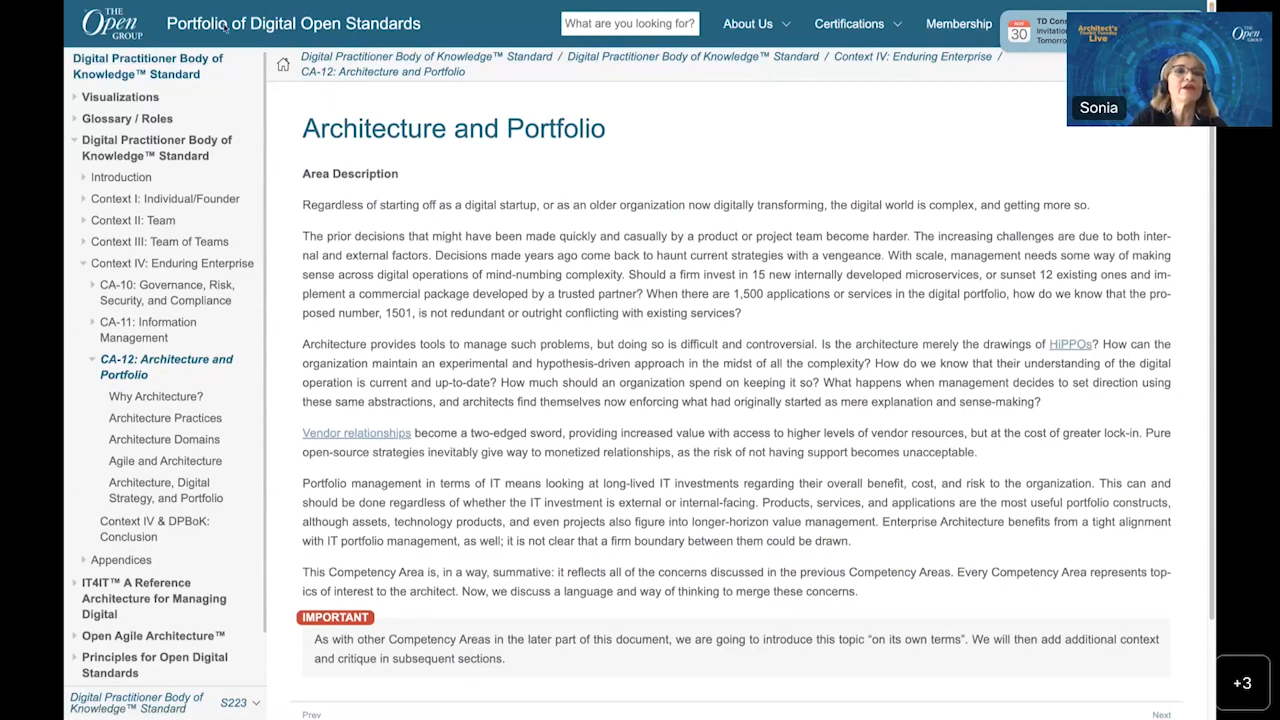 THE
Open
GROUP
Portfolio of Digital Open Standards
What are you looking for?
About Us
Certifications
Membership
NOV
30
TD Cons
Invitation
Tomorro
Architect's
Toolkit Tuesday
Live
THE
Open
GROUP
Sonia
Digital Practitioner Body of
Knowledge™ Standard
Visualizations
Glossary / Roles
Digital Practitioner Body of
Knowledge™ Standard
Introduction
Context I: Individual/Founder
Context II: Team
Context III: Team of Teams
Context IV: Enduring Enterprise
CA-10: Governance, Risk,
Security, and Compliance
CA-11: Information
Management
CA-12: Architecture and
Portfolio
Why Architecture?
Architecture Practices
Architecture Domains
Agile and Architecture
Architecture, Digital
Strategy, and Portfolio
Context IV & DPBoK:
Conclusion
Appendices
IT4IT™ A Reference
Architecture for Managing
Digital
Open Agile Architecture™
Principles for Open Digital
Standards
Digital Practitioner Body of
Knowledge™ Standard
S223
Digital Practitioner Body of Knowledge™ Standard / Digital Practitioner Body of Knowledge™ Standard / Context IV: Enduring Enterprise /
CA-12: Architecture and Portfolio
Architecture and Portfolio
Area Description
Regardless of starting off as a digital startup, or as an older organization now digitally transforming, the digital world is complex, and getting more so.
The prior decisions that might have been made quickly and casually by a product or project team become harder. The increasing challenges are due to both inter-
nal and external factors. Decisions made years ago come back to haunt current strategies with a vengeance. With scale, management needs some way of making
sense across digital operations of mind-numbing complexity. Should a firm invest in 15 new internally developed microservices, or sunset 12 existing ones and im-
plement a commercial package developed by a trusted partner? When there are 1,500 applications or services in the digital portfolio, how do we know that the pro-
posed number, 1501, is not redundant or outright conflicting with existing services?
Architecture provides tools to manage such problems, but doing so is difficult and controversial. Is the architecture merely the drawings of HiPPOs? How can the
organization maintain an experimental and hypothesis-driven approach in the midst of all the complexity? How do we know that their understanding of the digital
operation is current and up-to-date? How much should an organization spend on keeping it so? What happens when management decides to set direction using
these same abstractions, and architects find themselves now enforcing what had originally started as mere explanation and sense-making?
Vendor relationships become a two-edged sword, providing increased value with access to higher levels of vendor resources, but at the cost of greater lock-in. Pure
open-source strategies inevitably give way to monetized relationships, as the risk of not having support becomes unacceptable.
Portfolio management in terms of IT means looking at long-lived IT investments regarding their overall benefit, cost, and risk to the organization. This can and
should be done regardless of whether the IT investment is external or internal-facing. Products, services, and applications are the most useful portfolio constructs,
although assets, technology products, and even projects also figure into longer-horizon value management. Enterprise Architecture benefits from a tight alignment
with IT portfolio management, as well; it is not clear that a firm boundary between them could be drawn.
This Competency Area is, in a way, summative: it reflects all of the concerns discussed in the previous Competency Areas. Every Competency Area represents top-
ics of interest to the architect. Now, we discuss a language and way of thinking to merge these concerns.
IMPORTANT
As with other Competency Areas in the later part of this document, we are going to introduce this topic “on its own terms”. We will then add additional context
and critique in subsequent sections.
Prev
Next
+3